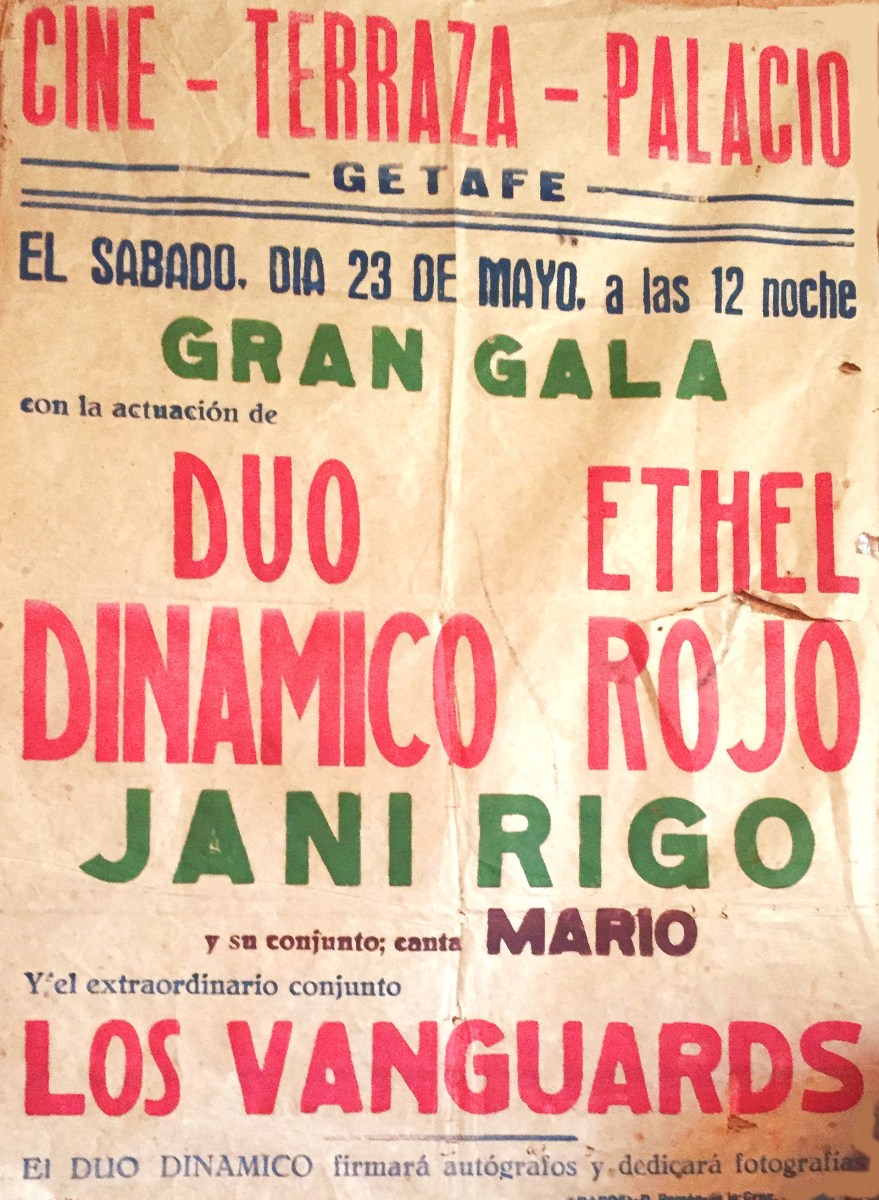 CINE - TERRAZA - PALACIO
GETAFE
EL SABADO, DIA 23 DE MAYO, a las 12 noche
GRAN GALA
con la actuación de
DUO DINAMICO
ETHEL ROJO
JANI RIGO
y su conjunto; canta MARIO
Y el extraordinario conjunto
LOS VANGUARDS
El DUO DINAMICO firmará autógrafos y dedicará fotografías